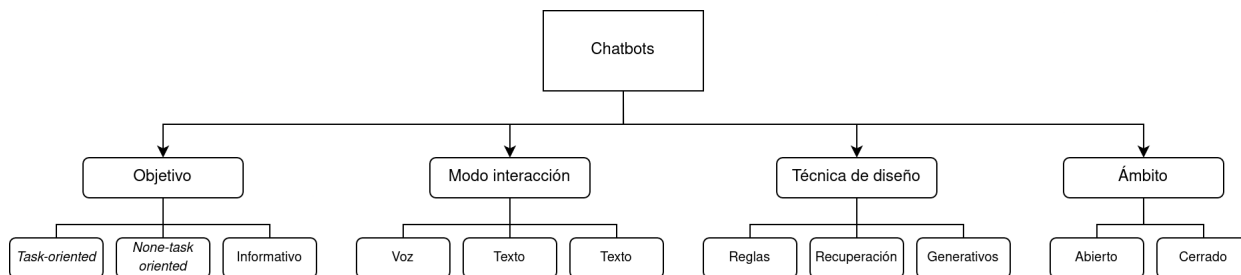 Chatbots
Objetivo
Modo interacción
Técnica de diseño
Ámbito
Task-oriented
None-task
oriented
Informativo
Voz
Texto
Texto
Reglas
Recuperación
Generativos
Abierto
Cerrado